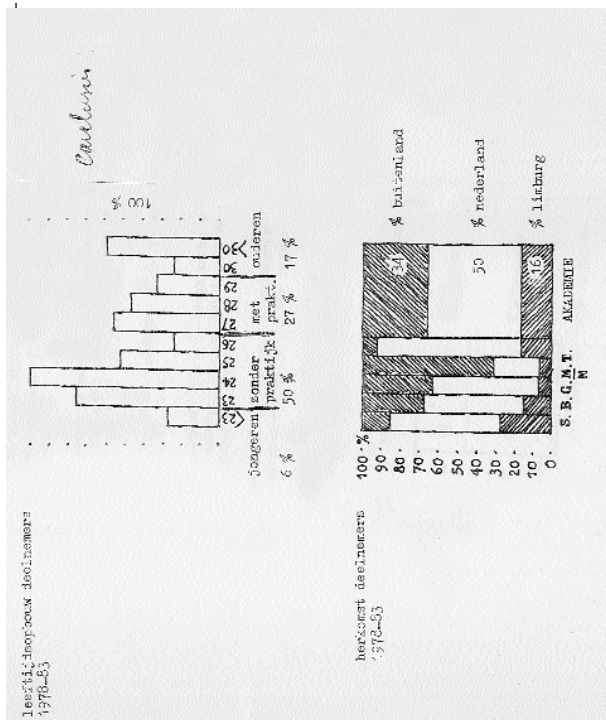 leeftijdsopbouw deelnemers
1978-83
100 %
<23 23 24 25 26 27 28 29 30 >30
jongeren zonder praktijk met prakt. ouderen
6 % 50 % 27 % 17 %
herkomst deelnemers
1978-83
100-%
90-
80-
70-
60-
50-
40-
30-
20-
10-
0-
34
50
16
S. B. G. M. T. AKADEMIE
M
% buitenland
% nederland
% limburg